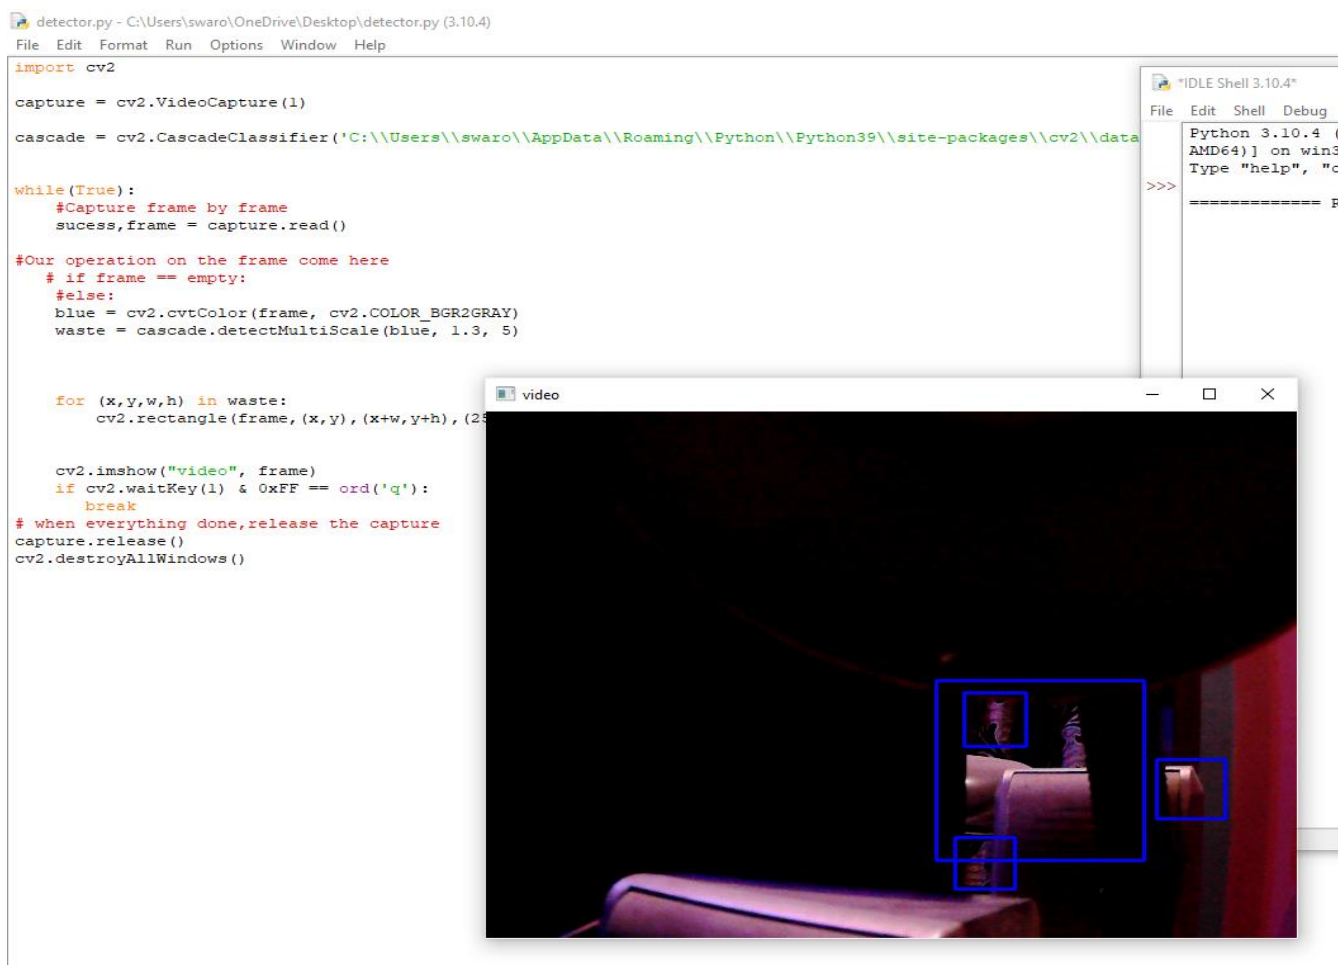 detector.py - C:\Users\swaro\OneDrive\Desktop\detector.py (3.10.4)
File Edit Format Run Options Window Help
import cv2
capture = cv2.VideoCapture(1)
cascade = cv2.CascadeClassifier('C:\\Users\\swaro\\AppData\\Roaming\\Python\\Python39\\site-packages\\cv2\\data
while(True):
    #Capture frame by frame
    sucess,frame = capture.read()
#Our operation on the frame come here
   # if frame == empty:
    #else:
    blue = cv2.cvtColor(frame, cv2.COLOR_BGR2GRAY)
    waste = cascade.detectMultiScale(blue, 1.3, 5)
    for (x,y,w,h) in waste:
        cv2.rectangle(frame,(x,y),(x+w,y+h),(25
    cv2.imshow("video", frame)
    if cv2.waitKey(1) & 0xFF == ord('q'):
       break
# when everything done,release the capture
capture.release()
cv2.destroyAllWindows()
*IDLE Shell 3.10.4*
File Edit Shell Debug
Python 3.10.4 (
AMD64)] on win3
Type "help", "c
>>>
============= R
video